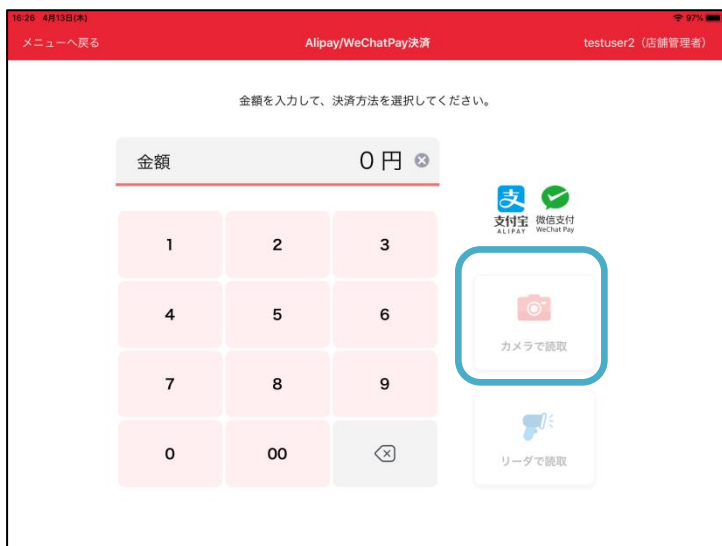 16:26 4月13日(木)
97%
メニューへ戻る
Alipay/WeChatPay決済
testuser2（店舗管理者）
金額を入力して、決済方法を選択してください。
金額
0 円
支付宝
ALIPAY
微信支付
WeChat Pay
1 2 3
4 5 6
7 8 9
0 00
カメラで読取
リーダで読取